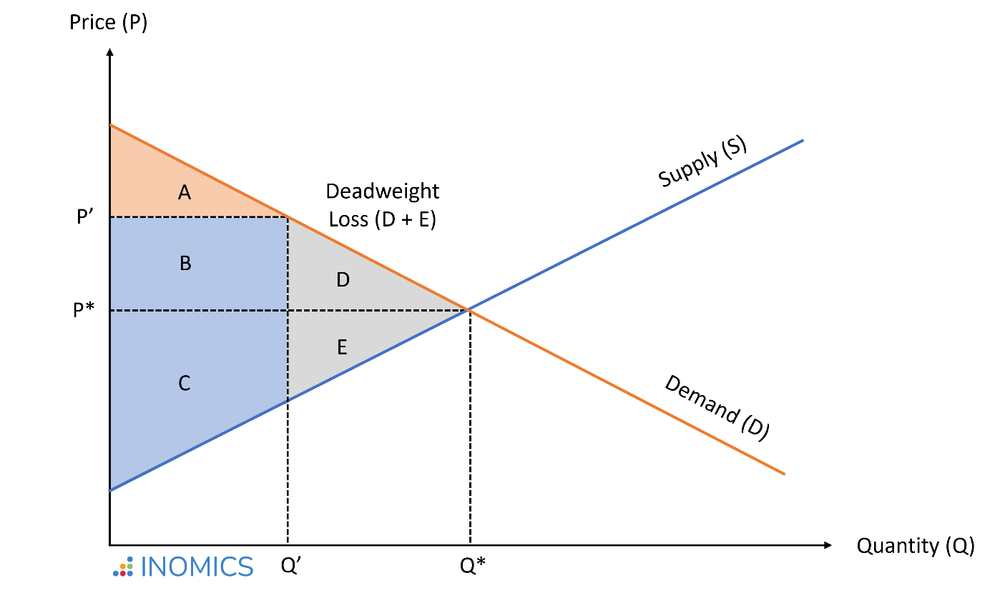 Price (P)
Supply (S)
Deadweight
Loss (D + E)
A
P’
B
D
P*
E
C
Demand (D)
Quantity (Q)
INOMICS
Q’
Q*